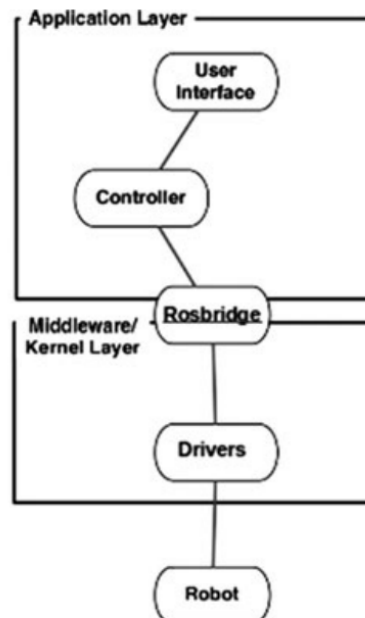 Application Layer
User
Interface
Controller
Rosbridge
Middleware/
Kernel Layer
Drivers
Robot